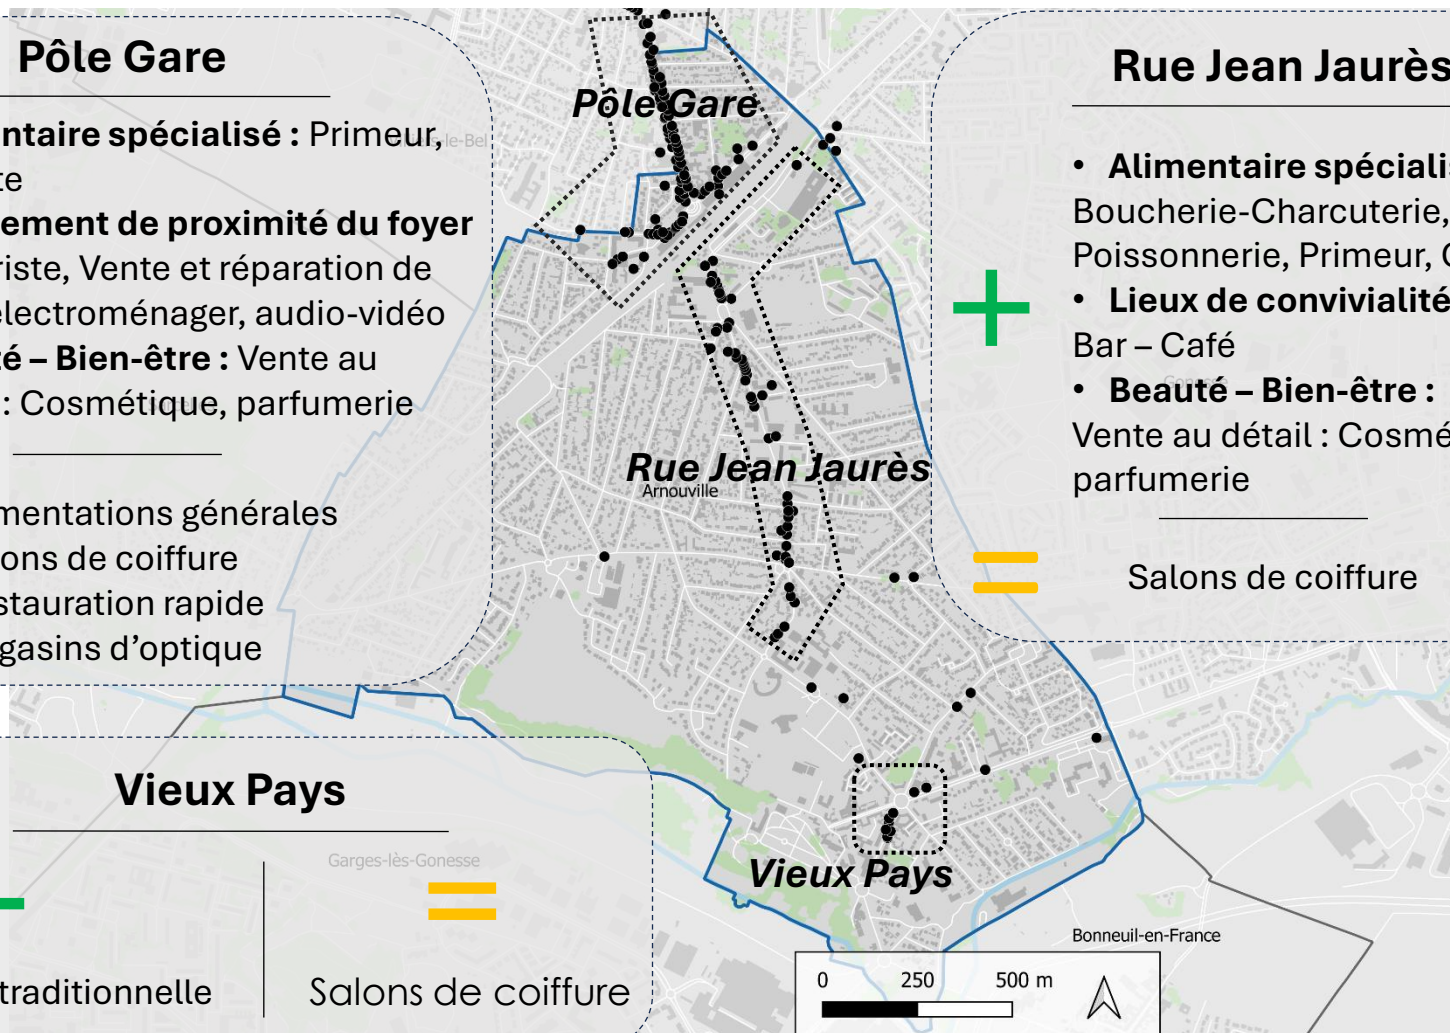 Pôle Gare
ntaire spécialisé : Primeur,
te
ement de proximité du foyer
riste, Vente et réparation de
électroménager, audio-vidéo
té – Bien-être : Vente au
: Cosmétique, parfumerie
mentations générales
ons de coiffure
stauration rapide
gasins d’optique
Pôle Gare
Rue Jean Jaurès
Arnouville
Vieux Pays
Rue Jean Jaurès
• Alimentaire spécialis
Boucherie-Charcuterie,
Poissonnerie, Primeur, C
• Lieux de convivialité
Bar – Café
• Beauté – Bien-être :
Vente au détail : Cosmé
parfumerie
+
=
Salons de coiffure
Vieux Pays
Garges-lès-Gonesse
=
traditionnelle
Salons de coiffure
Bonneuil-en-France
0 250 500 m